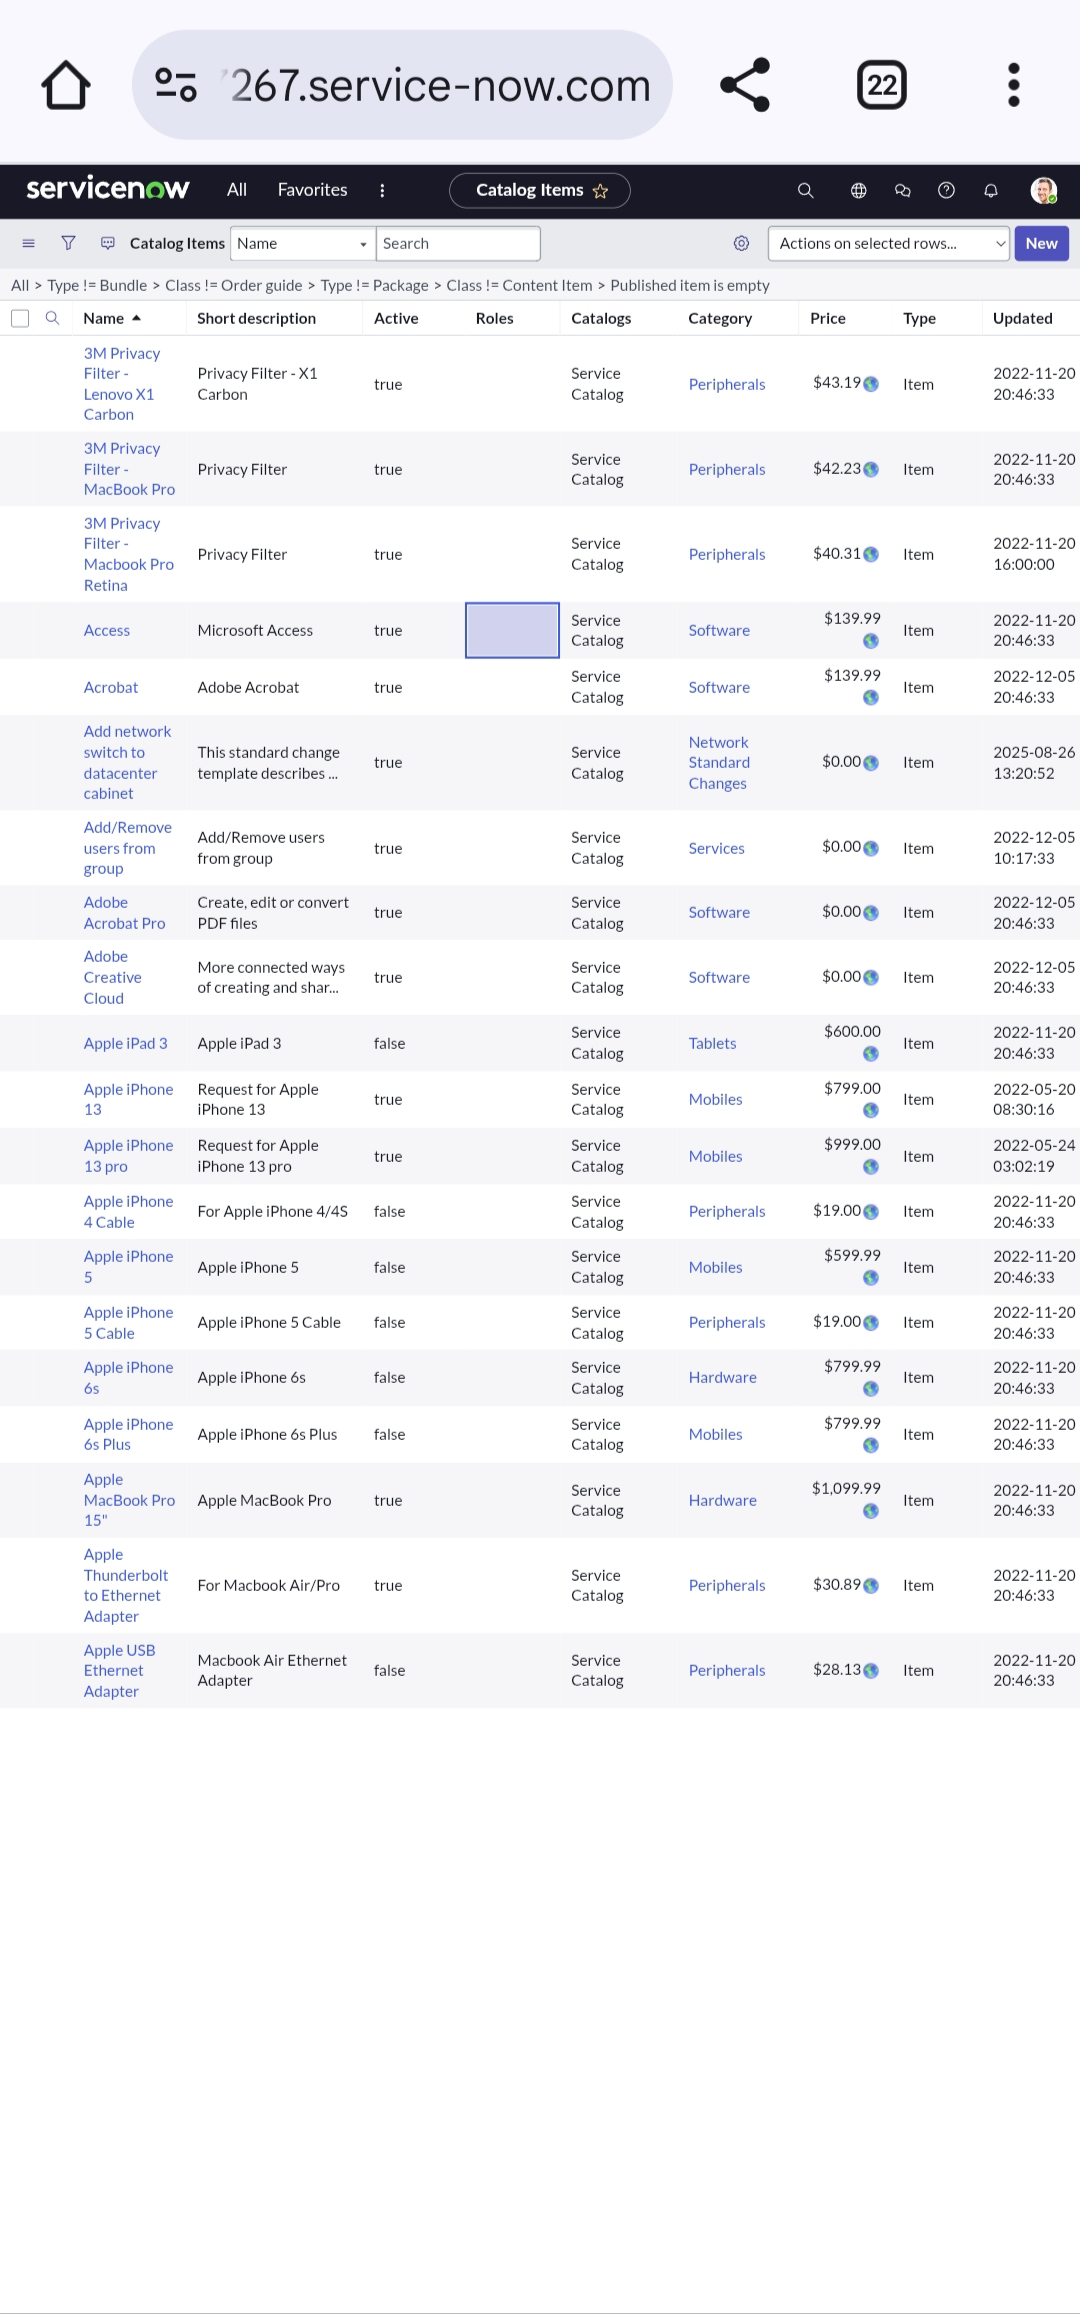 267.service-now.com
22
servicenow
All
Favorites
Catalog Items
Catalog Items
Name
Search
Actions on selected rows...
New
All > Type != Bundle > Class != Order guide > Type != Package > Class != Content Item > Published item is empty
Name Short description Active Roles Catalogs Category Price Type Updated
3M Privacy
Filter -
Lenovo X1
Carbon
Privacy Filter - X1
Carbon
true
Service
Catalog
Peripherals
$43.19
Item
2022-11-20
20:46:33
3M Privacy
Filter -
MacBook Pro
Privacy Filter
true
Service
Catalog
Peripherals
$42.23
Item
2022-11-20
20:46:33
3M Privacy
Filter -
Macbook Pro
Retina
Privacy Filter
true
Service
Catalog
Peripherals
$40.31
Item
2022-11-20
16:00:00
Access
Microsoft Access
true
Service
Catalog
Software
$139.99
Item
2022-11-20
20:46:33
Acrobat
Adobe Acrobat
true
Service
Catalog
Software
$139.99
Item
2022-12-05
20:46:33
Add network
switch to
datacenter
cabinet
This standard change
template describes ...
true
Service
Catalog
Network
Standard
Changes
$0.00
Item
2025-08-26
13:20:52
Add/Remove
users from
group
Add/Remove users
from group
true
Service
Catalog
Services
$0.00
Item
2022-12-05
10:17:33
Adobe
Acrobat Pro
Create, edit or convert
PDF files
true
Service
Catalog
Software
$0.00
Item
2022-12-05
20:46:33
Adobe
Creative
Cloud
More connected ways
of creating and shar...
true
Service
Catalog
Software
$0.00
Item
2022-12-05
20:46:33
Apple iPad 3
Apple iPad 3
false
Service
Catalog
Tablets
$600.00
Item
2022-11-20
20:46:33
Apple iPhone
13
Request for Apple
iPhone 13
true
Service
Catalog
Mobiles
$799.00
Item
2022-05-20
08:30:16
Apple iPhone
13 pro
Request for Apple
iPhone 13 pro
true
Service
Catalog
Mobiles
$999.00
Item
2022-05-24
03:02:19
Apple iPhone
4 Cable
For Apple iPhone 4/4S
false
Service
Catalog
Peripherals
$19.00
Item
2022-11-20
20:46:33
Apple iPhone
5
Apple iPhone 5
false
Service
Catalog
Mobiles
$599.99
Item
2022-11-20
20:46:33
Apple iPhone
5 Cable
Apple iPhone 5 Cable
false
Service
Catalog
Peripherals
$19.00
Item
2022-11-20
20:46:33
Apple iPhone
6s
Apple iPhone 6s
false
Service
Catalog
Hardware
$799.99
Item
2022-11-20
20:46:33
Apple iPhone
6s Plus
Apple iPhone 6s Plus
false
Service
Catalog
Mobiles
$799.99
Item
2022-11-20
20:46:33
Apple
MacBook Pro
15"
Apple MacBook Pro
true
Service
Catalog
Hardware
$1,099.99
Item
2022-11-20
20:46:33
Apple
Thunderbolt
to Ethernet
Adapter
For Macbook Air/Pro
true
Service
Catalog
Peripherals
$30.89
Item
2022-11-20
20:46:33
Apple USB
Ethernet
Adapter
Macbook Air Ethernet
Adapter
false
Service
Catalog
Peripherals
$28.13
Item
2022-11-20
20:46:33